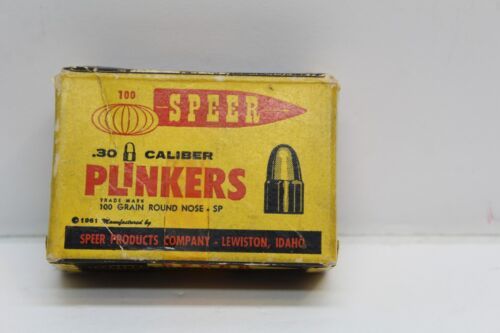 100
SPEER
.30 CALIBER
PLINKERS
TRADE MARK
100 GRAIN ROUND NOSE - SP
© 1961 Manufactured by
SPEER PRODUCTS COMPANY - LEWISTON, IDAHO